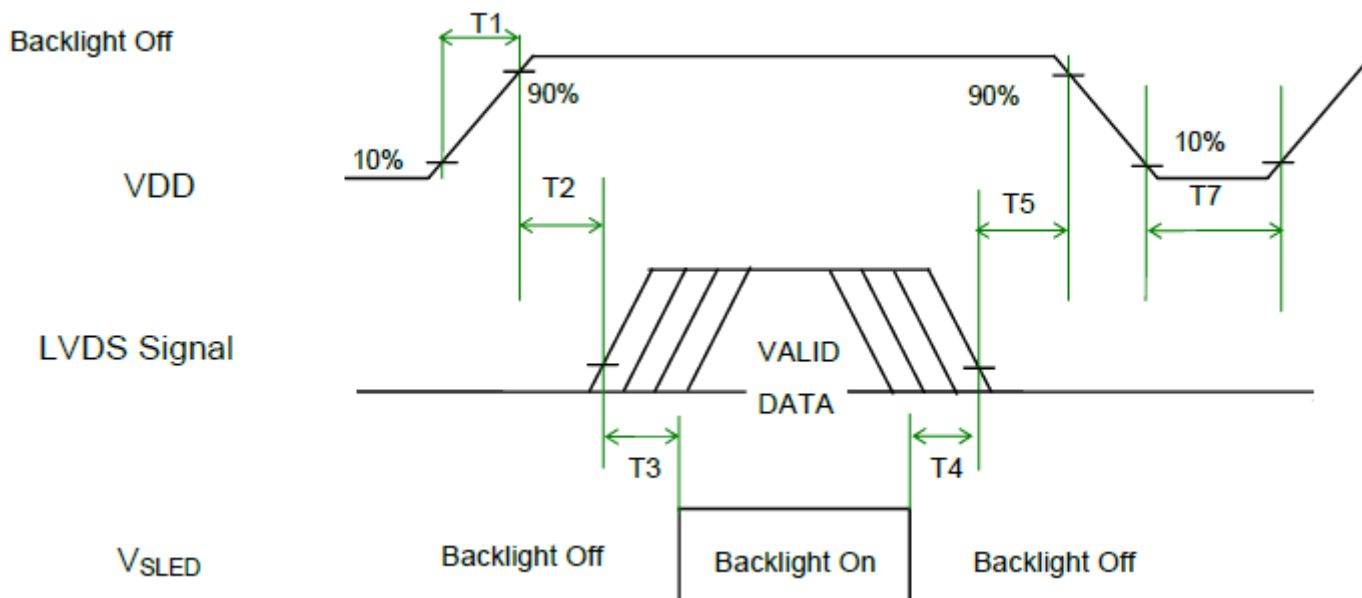 T1
Backlight Off
90%
90%
10%
10%
VDD
T2
T5
T7
LVDS Signal
VALID
DATA
T3
T4
VSLED
Backlight Off
Backlight On
Backlight Off